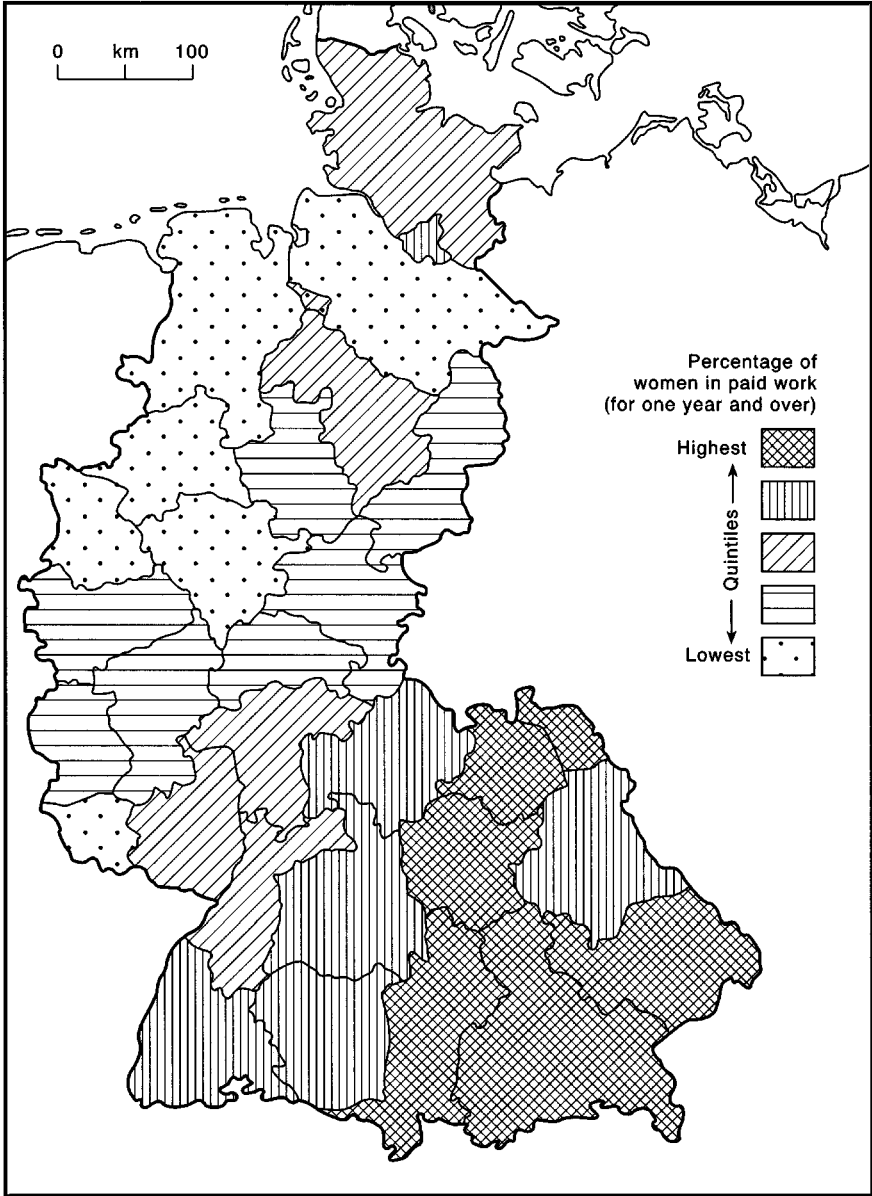 0 km 100
Percentage of
women in paid work
(for one year and over)
Highest
Quintiles
Lowest